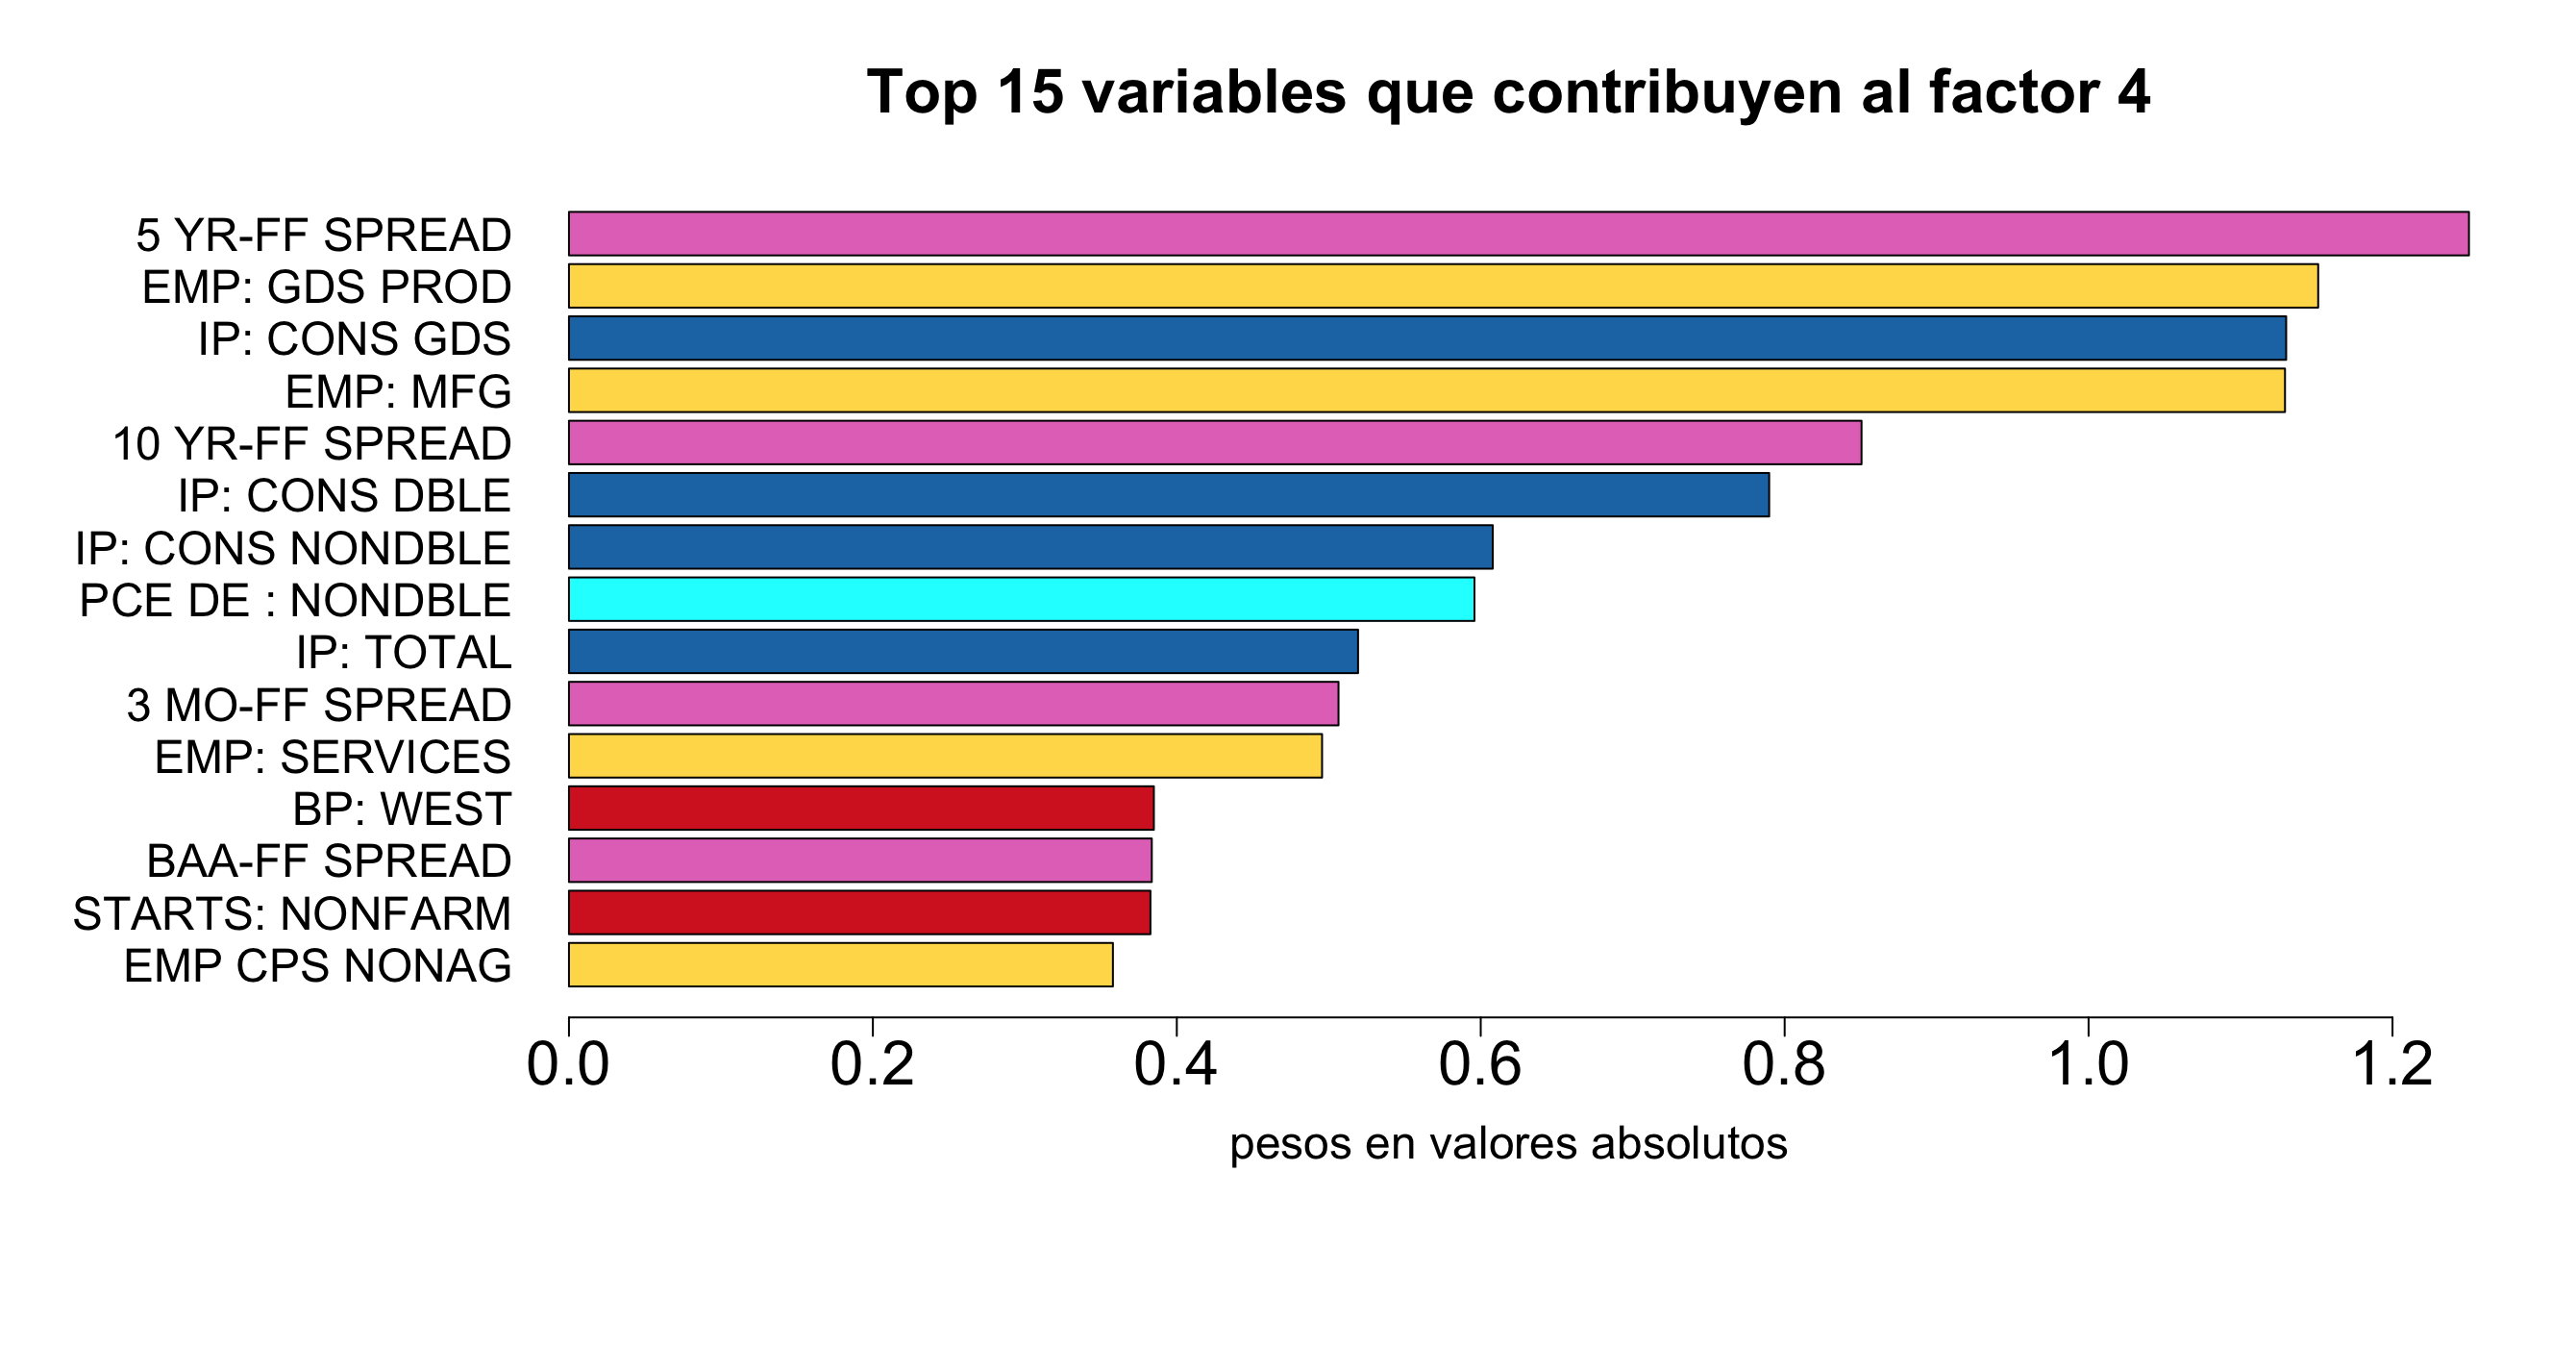 Top 15 variables que contribuyen al factor 4
5 YR-FF SPREAD
EMP: GDS PROD
IP: CONS GDS
EMP: MFG
10 YR-FF SPREAD
IP: CONS DBLE
IP: CONS NONDBLE
PCE DE : NONDBLE
IP: TOTAL
3 MO-FF SPREAD
EMP: SERVICES
BP: WEST
BAA-FF SPREAD
STARTS: NONFARM
EMP CPS NONAG
0.0 0.2 0.4 0.6 0.8 1.0 1.2
pesos en valores absolutos